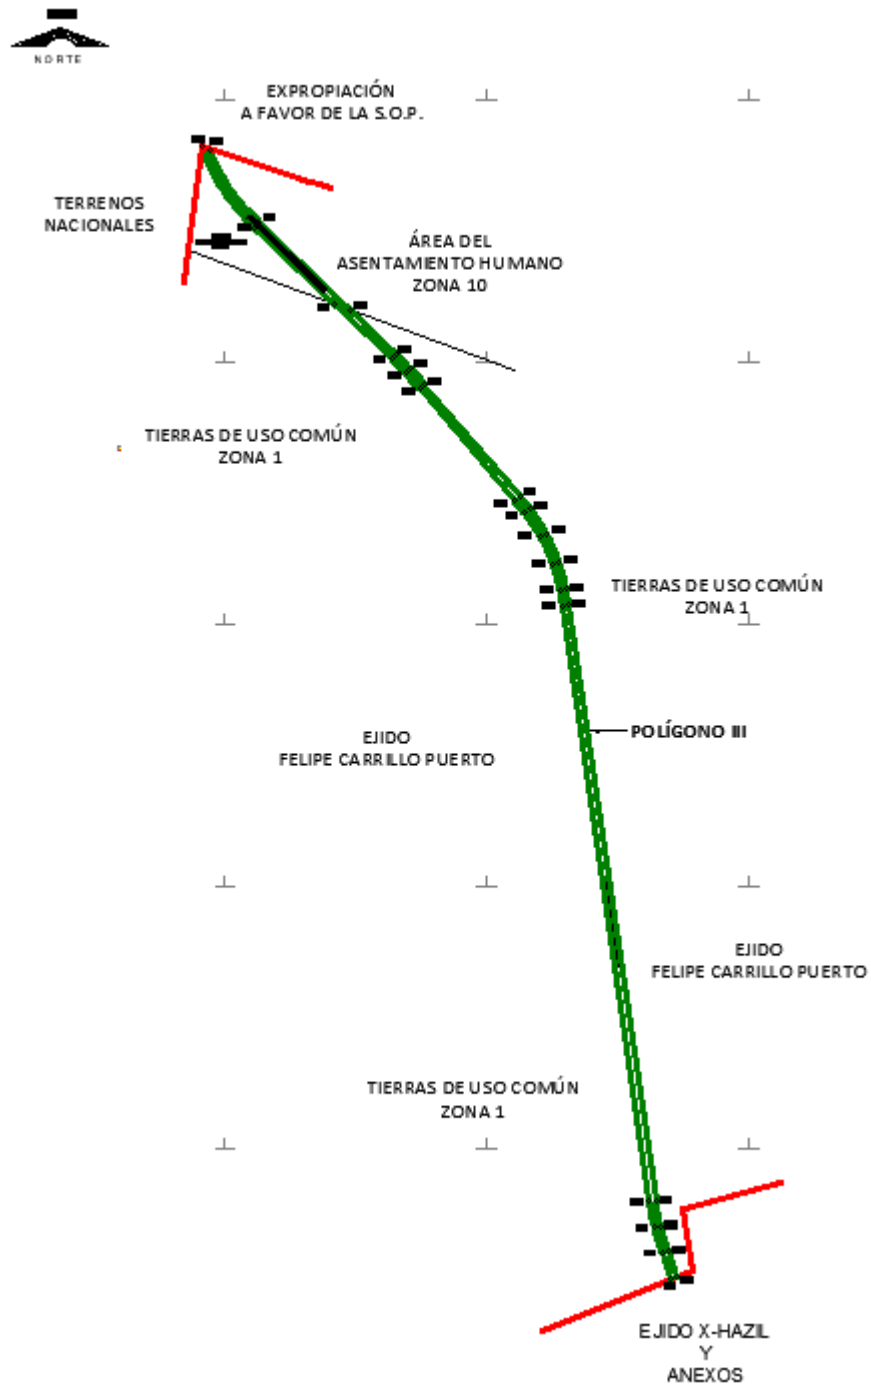 NORTE
EXPROPIACIÓN
A FAVOR DE LA S.O.P.
TERRENOS
NACIONALES
ÁREA DEL
ASENTAMIENTO HUMANO
ZONA 10
TIERRAS DE USO COMÚN
ZONA 1
TIERRAS DE USO COMÚN
ZONA 1
POLÍGONO III
EJIDO
FELIPE CARRILLO PUERTO
EJIDO
FELIPE CARRILLO PUERTO
TIERRAS DE USO COMÚN
ZONA 1
EJIDO X-HAZIL
Y
ANEXOS